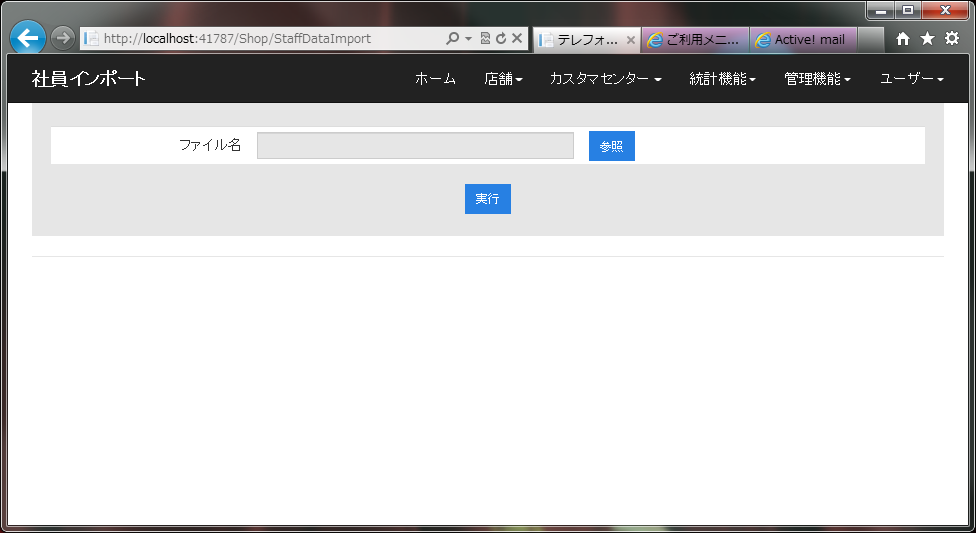 http://localhost:41787/Shop/StaffDataImport
テレフォ...
ご利用メニ...
Active! mail
社員インポート
ホーム 店舗 カスタマセンター 統計機能 管理機能 ユーザー
ファイル名 参照
実行